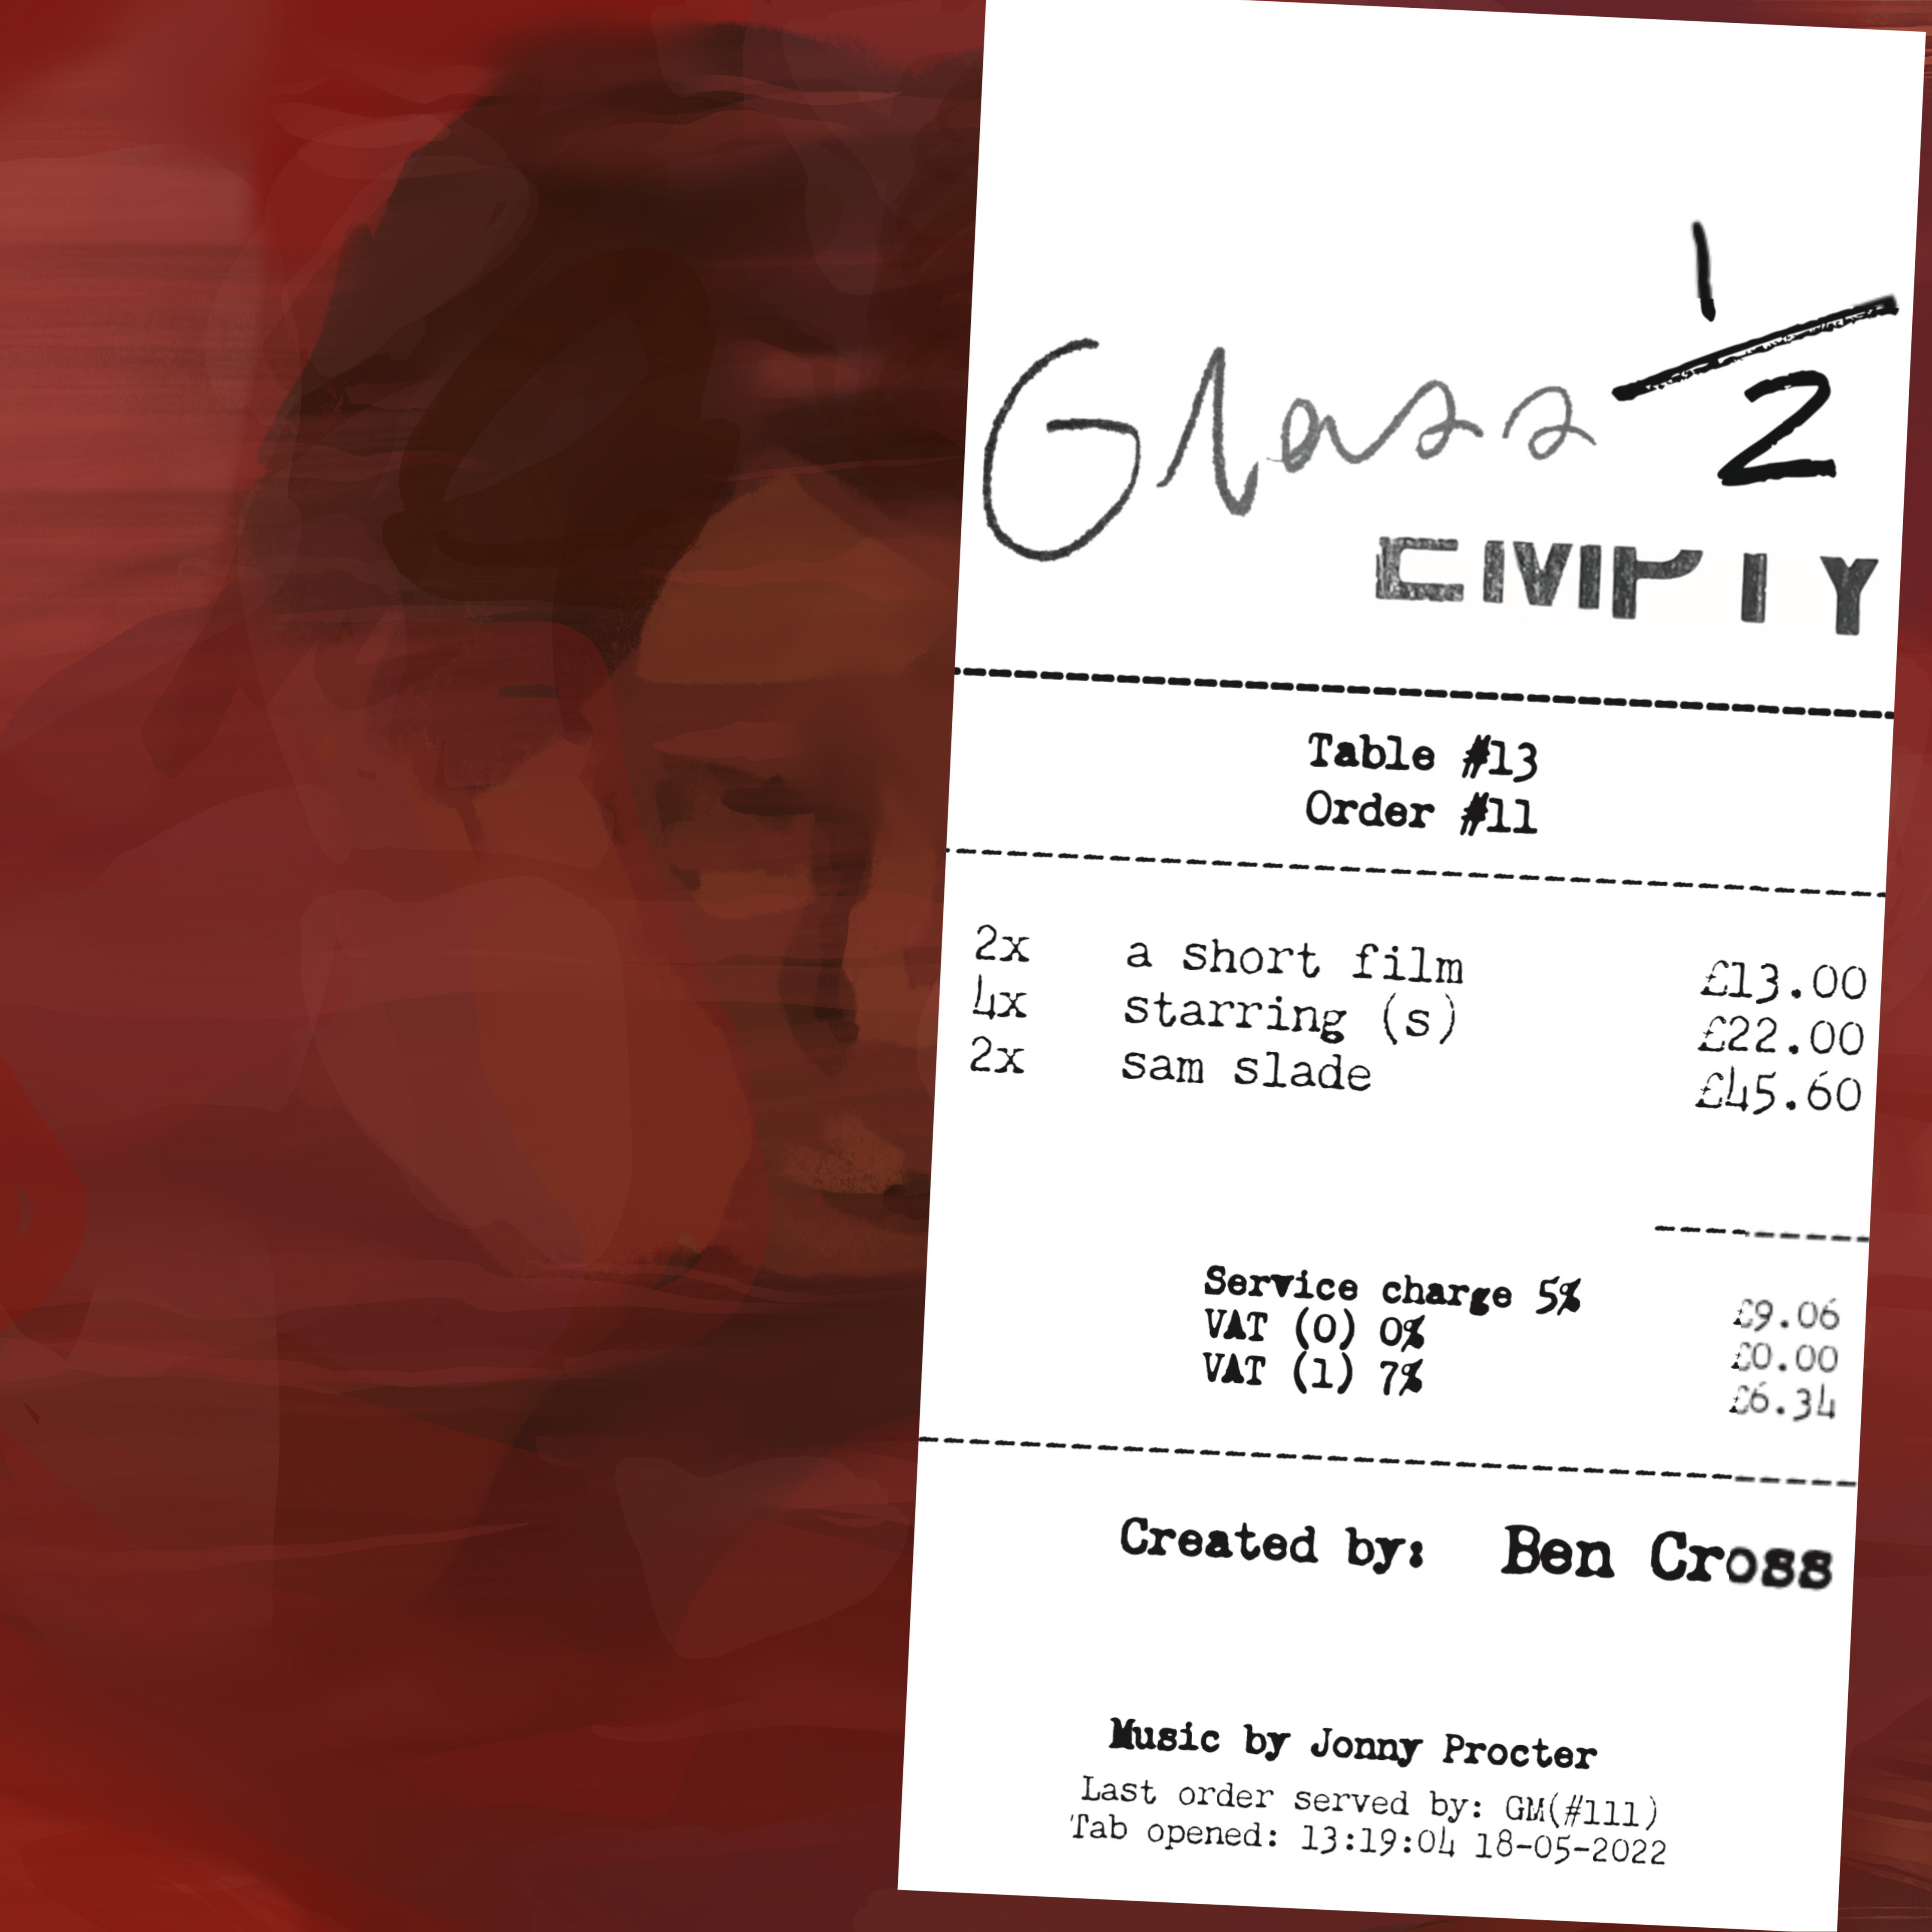 Glass 1/2
EMPTY
Table #13
Order #11
2x a short film £13.00
4x starring (s) £22.00
2x sam slade £45.60
Service charge 5% £9.06
VAT (0) 0% £0.00
VAT (1) 7% £6.34
Created by: Ben Cross
Music by Jonny Procter
Last order served by: GM(#111)
Tab opened: 13:19:04 18-05-2022